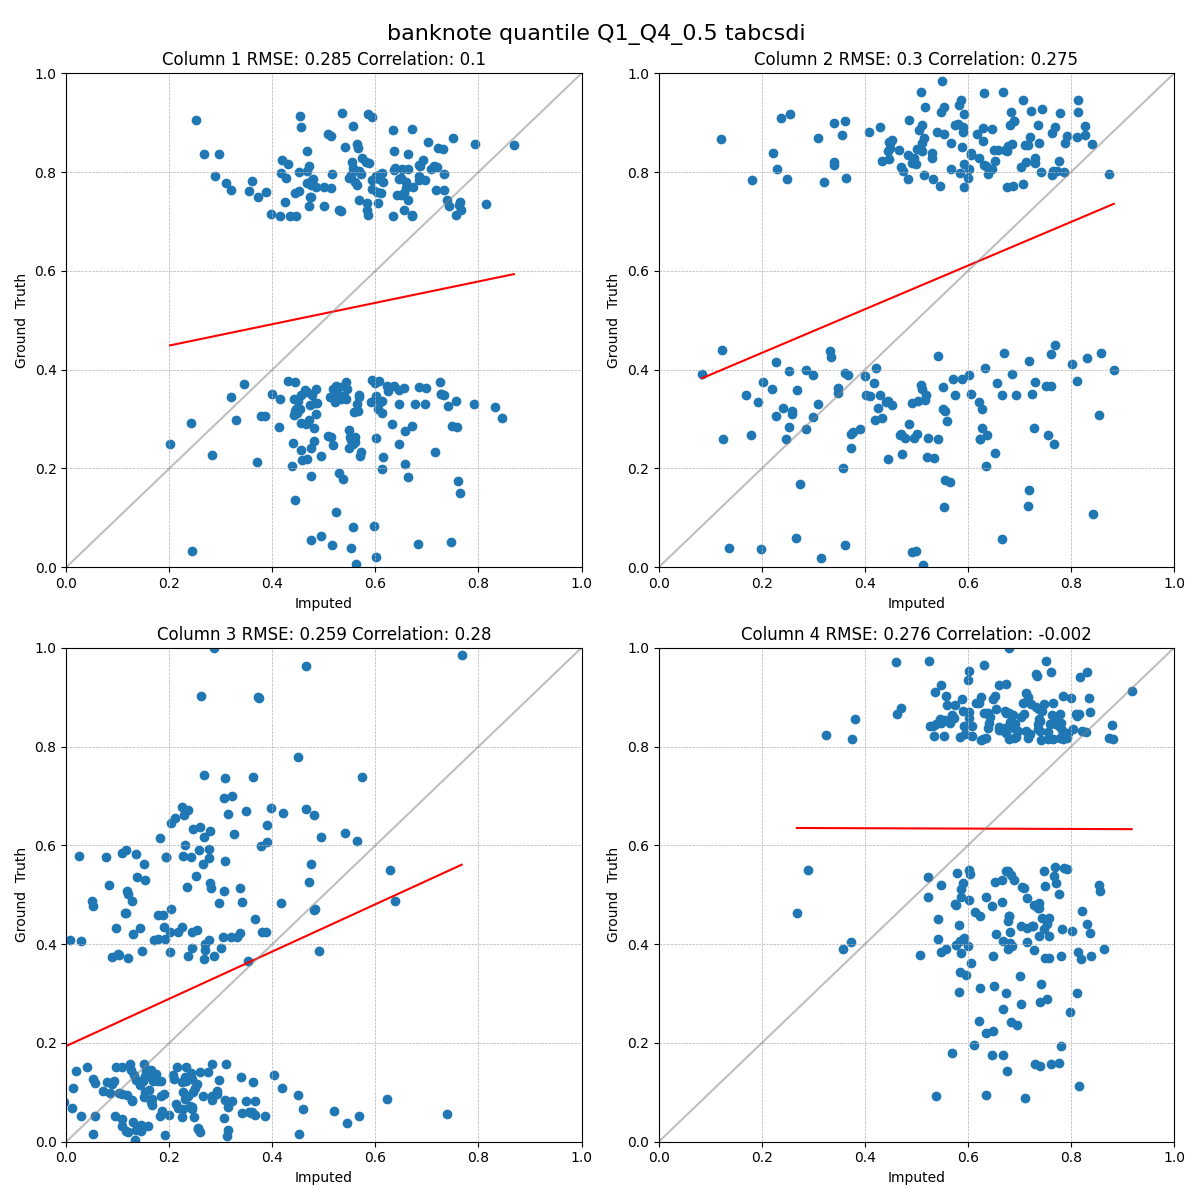 banknote quantile Q1_Q4_0.5 tabcsdi
Column 1 RMSE: 0.285 Correlation: 0.1
1.0
0.8
0.6
0.4
0.2
0.0
Ground Truth
0.0 0.2 0.4 0.6 0.8 1.0
Imputed
Column 2 RMSE: 0.3 Correlation: 0.275
1.0
0.8
0.6
0.4
0.2
0.0
Ground Truth
0.0 0.2 0.4 0.6 0.8 1.0
Imputed
Column 3 RMSE: 0.259 Correlation: 0.28
1.0
0.8
0.6
0.4
0.2
0.0
Ground Truth
0.0 0.2 0.4 0.6 0.8 1.0
Imputed
Column 4 RMSE: 0.276 Correlation: -0.002
1.0
0.8
0.6
0.4
0.2
0.0
Ground Truth
0.0 0.2 0.4 0.6 0.8 1.0
Imputed